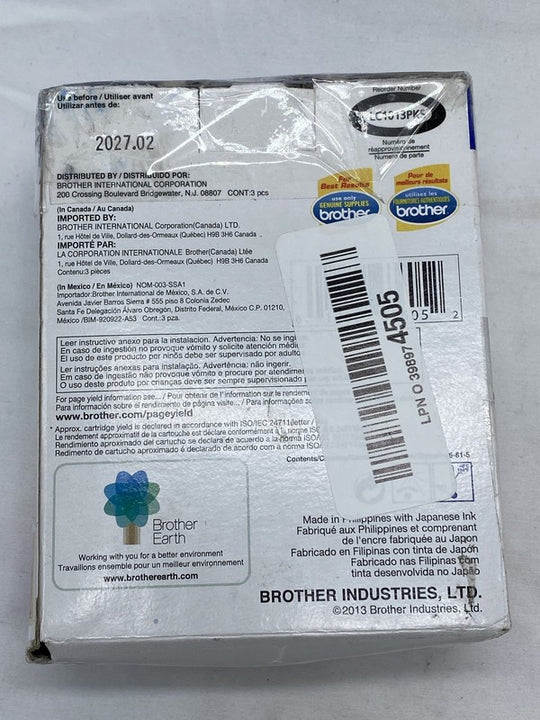 Use before / Utiliser avant
Utilizar antes de:
2027.02
Reorder Number
LC1013PKS
Numéro de
réapprovisionnement
Numero de parte
DISTRIBUTED BY / DISTRIBUIDO POR:
BROTHER INTERNATIONAL CORPORATION
200 Crossing Boulevard Bridgewater, N.J. 08807 CONT:3 pcs
For
Best Results
use only
GENUINE SUPPLIES
brother
Pour de
meilleurs résultats
utilisez les
FOURNITURES AUTHENTIQUES
brother
(In Canada / Au Canada)
IMPORTED BY:
BROTHER INTERNATIONAL Corporation(Canada) LTD.
1, rue Hôtel de Ville, Dollard-des-Ormeaux (Québec) H9B 3H6 Canada
IMPORTÉ PAR:
LA CORPORATION INTERNATIONALE Brother(Canada) Ltée
1, rue Hôtel de Ville, Dollard-des-Ormeaux (Québec) H9B 3H6 Canada
Contenu:3 pièces
(In Mexico / En México) NOM-003-SSA1
Importador:Brother International de México, S.A. de C.V.
Avenida Javier Barros Sierra # 555 piso 8 Colonia Zedec
Santa Fe Delegación Álvaro Obregón, Distrito Federal, México C.P. 01210,
México /BIM-920922-A53 Cont.:3 pza.
05 2
LPN O 39897 4505
Leer instructivo antes para la instalacion. Advertencia: No se
En caso de ingestión no provoque vómito y solicite atención
El uso de este producto por niños debe ser supervisado por
Ler instruções anexas para instalação. Advertência: não ingerir.
Em caso de ingestão não provoque vômito e procure por
O uso deste produto por crianças deve ser sempre supervisionado
For page yield information see... / Pour obtenir de l'information sur le
Para información sobre el rendimiento de página visite... / Para informações
www.brother.com/pageyield
* Approx. cartridge yield is declared in accordance with ISO/IEC 24711(letter /
Le rendement approximatif de la cartouche est déclaré conformément à la norme
Rendimiento aproximado del cartucho se declara de acuerdo a la norma
Redimento de cartucho aproximado é declarado de acordo com a norma
61-5
Brother
Earth
Working with you for a better environment
Travaillons ensemble pour un meilleur environnement
www.brotherearth.com
Made in Philippines with Japanese Ink
Fabriqué aux Philippines et comprenant
de l'encre fabriquée au Japon
Fabricado en Filipinas con tinta de Japón
Fabricado nas Filipinas com
tinta desenvolvida no Japão
BROTHER INDUSTRIES, LTD.
©2013 Brother Industries, Ltd.